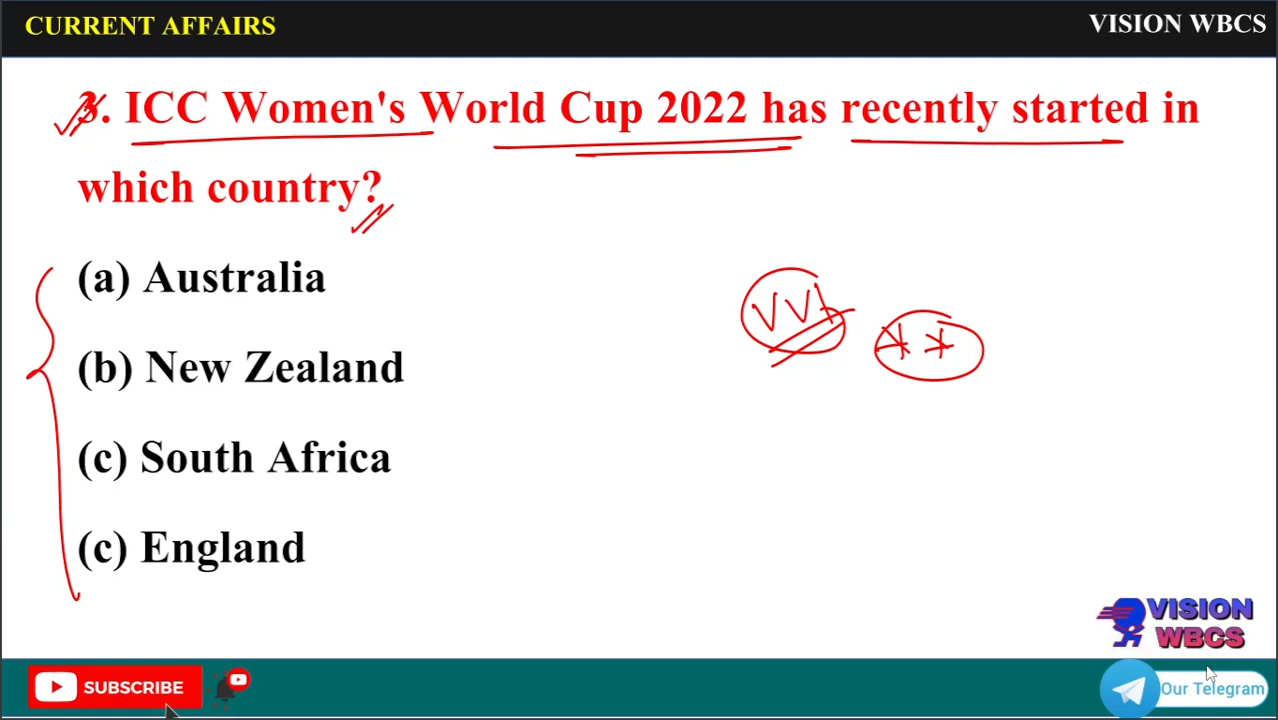 CURRENT AFFAIRS
VISION WBCS
3. ICC Women's World Cup 2022 has recently started in
which country?
(a) Australia
(b) New Zealand
(c) South Africa
(c) England
VVI
**
VISION
WBCS
SUBSCRIBE
Our Telegram